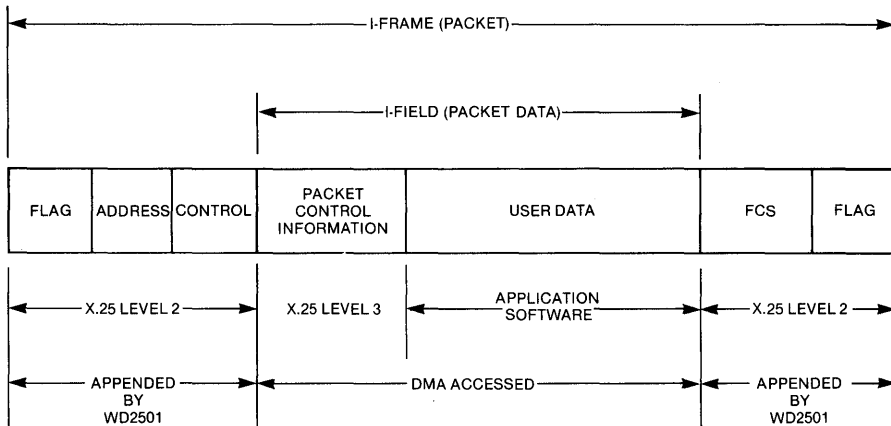 I-FRAME (PACKET)
I-FIELD (PACKET DATA)
FLAG
ADDRESS
CONTROL
PACKET
CONTROL
INFORMATION
USER DATA
FCS
FLAG
X.25 LEVEL 2
X.25 LEVEL 3
APPLICATION
SOFTWARE
X.25 LEVEL 2
APPENDED
BY
WD2501
DMA ACCESSED
APPENDED
BY
WD2501